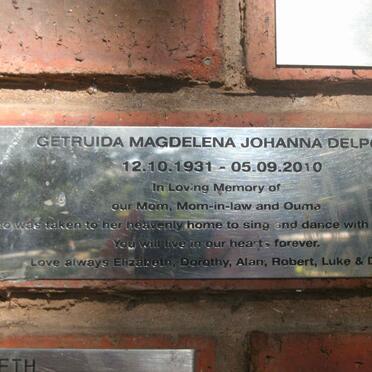 GETRUIDA MAGDELENA JOHANNA DELPO
12.10.1931 - 05.09.2010
In Loving Memory of
our Mom, Mom-in-law and Ouma
o was taken to her heavenly home to sing and dance with
You will live in our hearts forever.
Love always Elizabeth, Dorothy, Alan, Robert, Luke & D
ETH